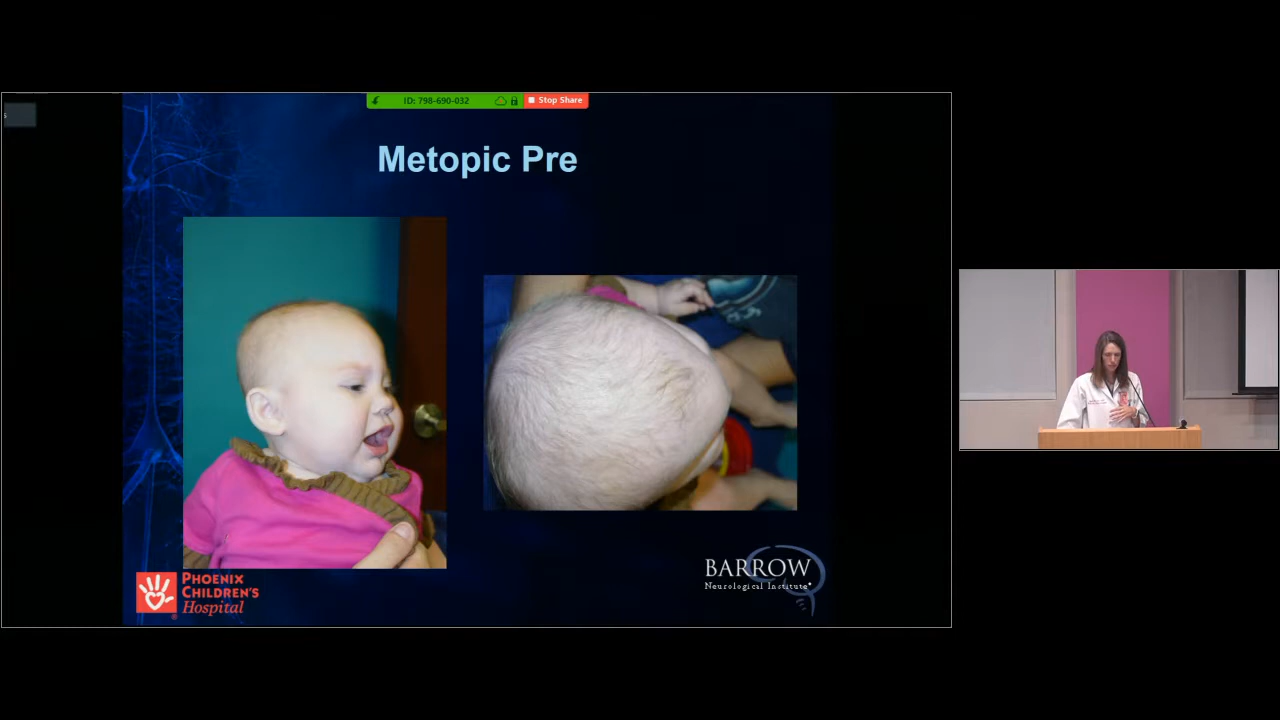 ID: 798-690-032
Stop Share
s
Metopic Pre
PHOENIX
CHILDREN'S
Hospital
®
BARROW
Neurological Institute®